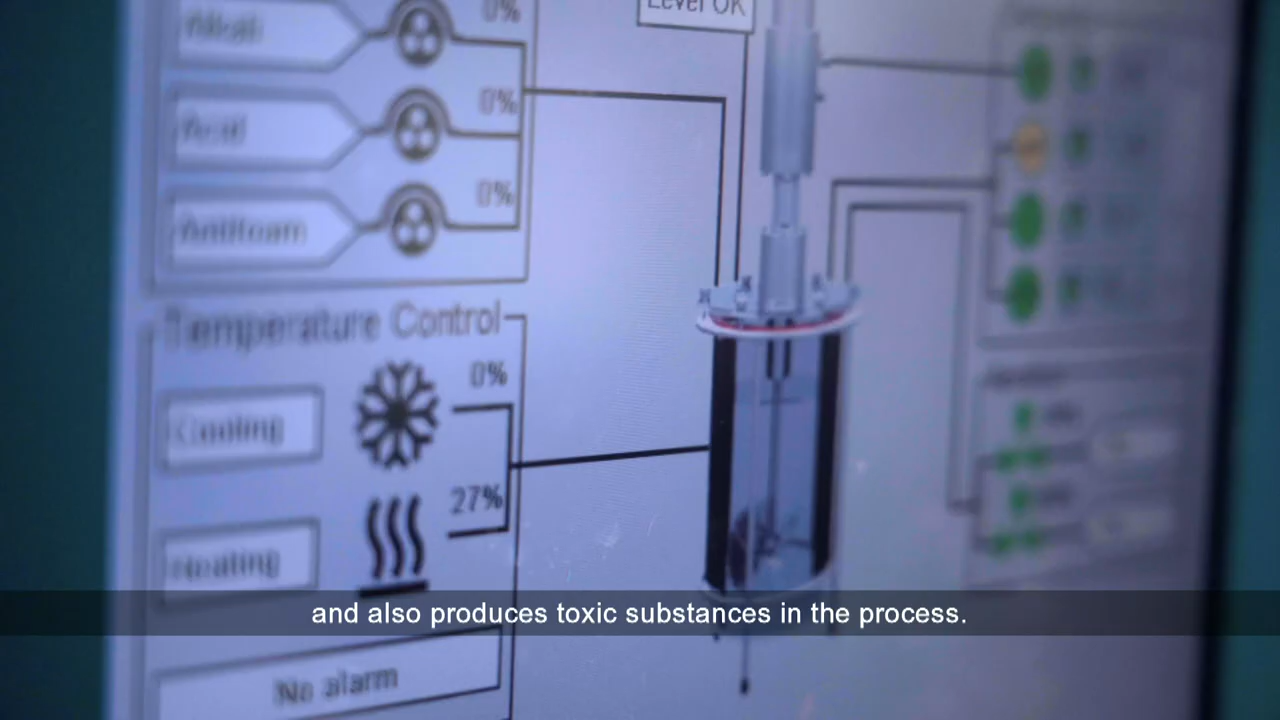 Level OK
Alkali
0%
Acid
0%
Antifoam
0%
Temperature Control
Cooling
0%
Heating
27%
and also produces toxic substances in the process.
No alarm